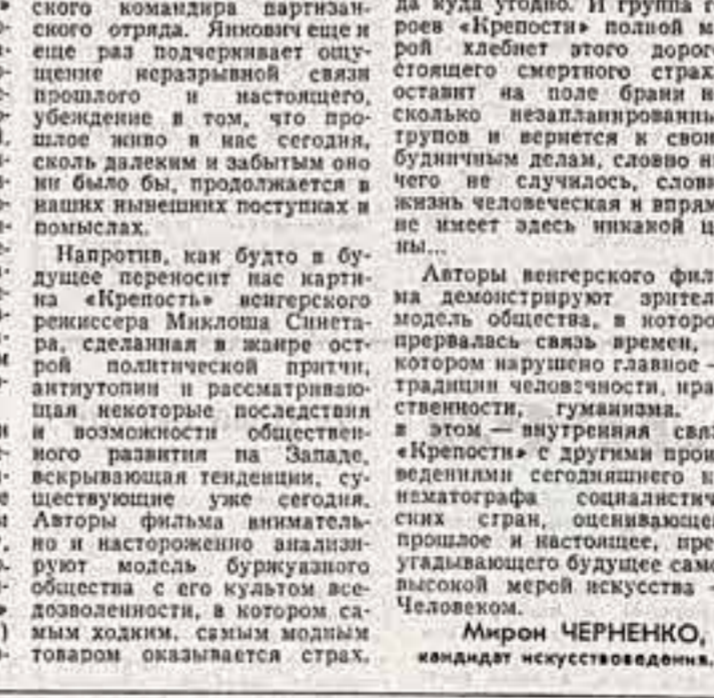 ского командира партизан-
ского отряда. Янкович еще и
еще раз подчеркивает ощу-
щение неразрывной связи
прошлого и настоящего,
убеждение в том, что про-
шлое живо в нас сегодня,
сколь далеким и забытым оно
ни было бы, продолжается в
наших нынешних поступках и
помыслах.
Напротив, как будто в бу-
дущее переносит нас карти-
на «Крепость» венгерского
режиссера Миклоша Синета-
ра, сделанная в жанре ост-
рой политической притчи,
антиутопии и рассматриваю-
щая некоторые последствия
и возможности обществен-
ного развития на Западе,
вскрывающая тенденции, су-
ществующие уже сегодня.
Авторы фильма вниматель-
но и настороженно анализи-
руют модель буржуазного
общества с его культом все-
дозволенности, в котором са-
мым ходким, самым модным
товаром оказывается страх,
да куда угодно. И группа г
роев «Крепости» полной м
рой хлебнет этого дорог
стоящего смертного страх
оставит на поле брани н
сколько незапланированны
трупов и вернется к свои
будничным делам, словно н
чего не случилось, словн
жизнь человеческая и впрям
не имеет здесь никакой ц
ны...
Авторы венгерского фил
ма демонстрируют зрител
модель общества, в которо
прервалась связь времен,
котором нарушено главное —
традиции человечности, нра
ственности, гуманизма.
в этом — внутренняя свя
«Крепости» с другими прои
ведениями сегодняшнего к
нематографа социалистич
ских стран, оценивающе
прошлое и настоящее, пре
угадывающего будущее само
высокой мерой искусства —
Человеком.
Мирон ЧЕРНЕНКО,
кандидат искусствоведения.